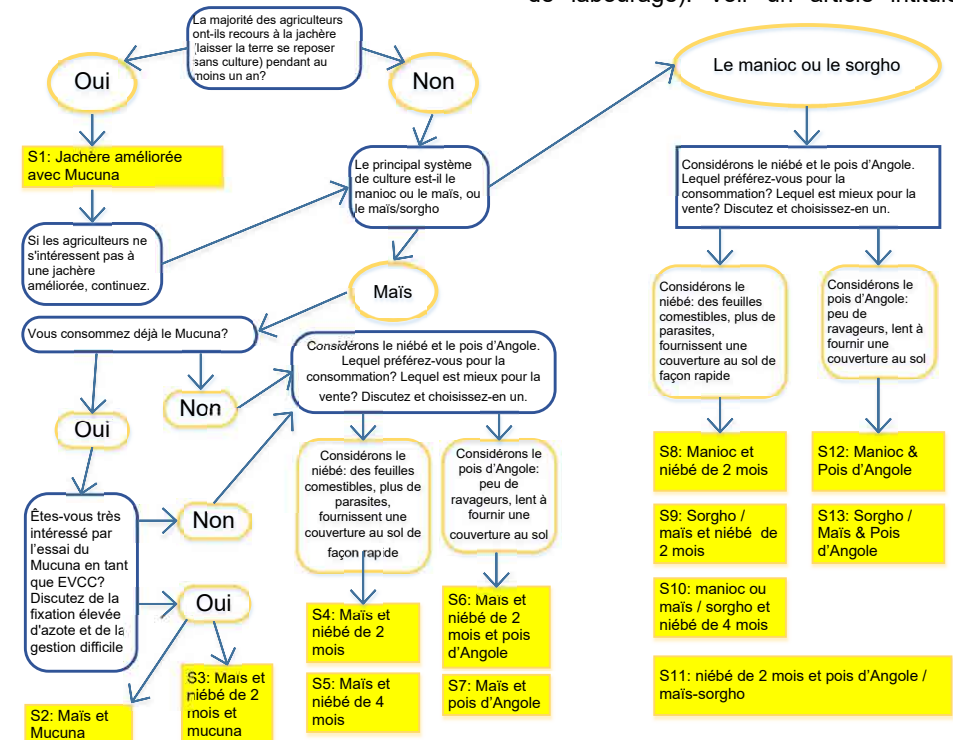 de labourage). Voir un article intitulé
La majorité des agriculteurs
ont-ils recours à la jachère
(laisser la terre se reposer
sans culture) pendant au
moins un an?
Oui
Non
S1: Jachère améliorée
avec Mucuna
Si les agriculteurs ne
s'intéressent pas à
une jachère
améliorée, continuez.
Le principal système
de culture est-il le
manioc ou le maïs, ou
le maïs/sorgho
Maïs
Vous consommez déjà le Mucuna?
Non
Oui
Êtes-vous très
intéressé par
l'essai du
Mucuna en tant
que EVCC?
Discutez de la
fixation élevée
d'azote et de la
gestion difficile
Non
Oui
S2: Maïs et
Mucuna
S3: Maïs et
niébé de 2
mois et
mucuna
Considérons le niébé et le pois d'Angole.
Lequel préférez-vous pour la
consommation? Lequel est mieux pour la
vente? Discutez et choisissez-en un.
Considérons le
niébé: des feuilles
comestibles, plus de
parasites,
fournissent une
couverture au sol de
façon rapide
Considérons le
pois d'Angole:
peu de
ravageurs, lent à
fournir une
couverture au sol
S4: Maïs et
niébé de 2
mois
S5: Maïs et
niébé de 4
mois
S6: Maïs et
niébé de 2
mois et pois
d'Angole
S7: Maïs et
pois d'Angole
Le manioc ou le sorgho
Considérons le niébé et le pois d'Angole.
Lequel préférez-vous pour la
consommation? Lequel est mieux pour la
vente? Discutez et choisissez-en un.
Considérons le
niébé: des feuilles
comestibles, plus de
parasites,
fournissent une
couverture au sol de
façon rapide
Considérons le
pois d'Angole:
peu de
ravageurs, lent à
fournir une
couverture au sol
S8: Manioc et
niébé de 2 mois
S9: Sorgho /
maïs et niébé de
2 mois
S10: manioc ou
maïs / sorgho et
niébé de 4 mois
S11: niébé de 2 mois et pois d'Angole /
maïs-sorgho
S12: Manioc &
Pois d'Angole
S13: Sorgho /
Maïs & Pois
d'Angole